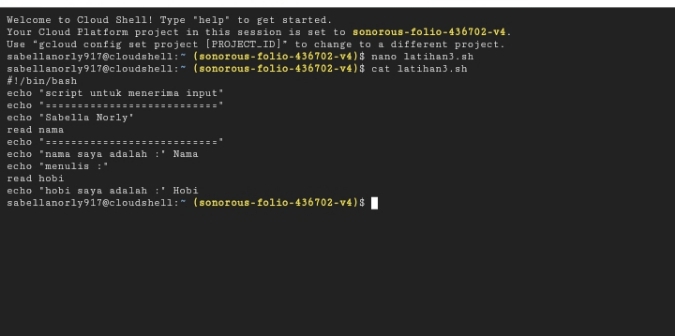 Welcome to Cloud Shell! Type "help" to get started.
Your Cloud Platform project in this session is set to sonorous-folio-436702-v4.
Use "gcloud config set project [PROJECT_ID]" to change to a different project.
sabellanorly917@cloudshell:~ (sonorous-folio-436702-v4)$ nano latihan3.sh
sabellanorly917@cloudshell:~ (sonorous-folio-436702-v4)$ cat latihan3.sh
#!/bin/bash
echo "script untuk menerima input"
echo "==========================="
echo "Sabella Norly"
read nama
echo "==========================="
echo "nama saya adalah :" Nama
echo "menulis :"
read hobi
echo "hobi saya adalah :" Hobi
sabellanorly917@cloudshell:~ (sonorous-folio-436702-v4)$